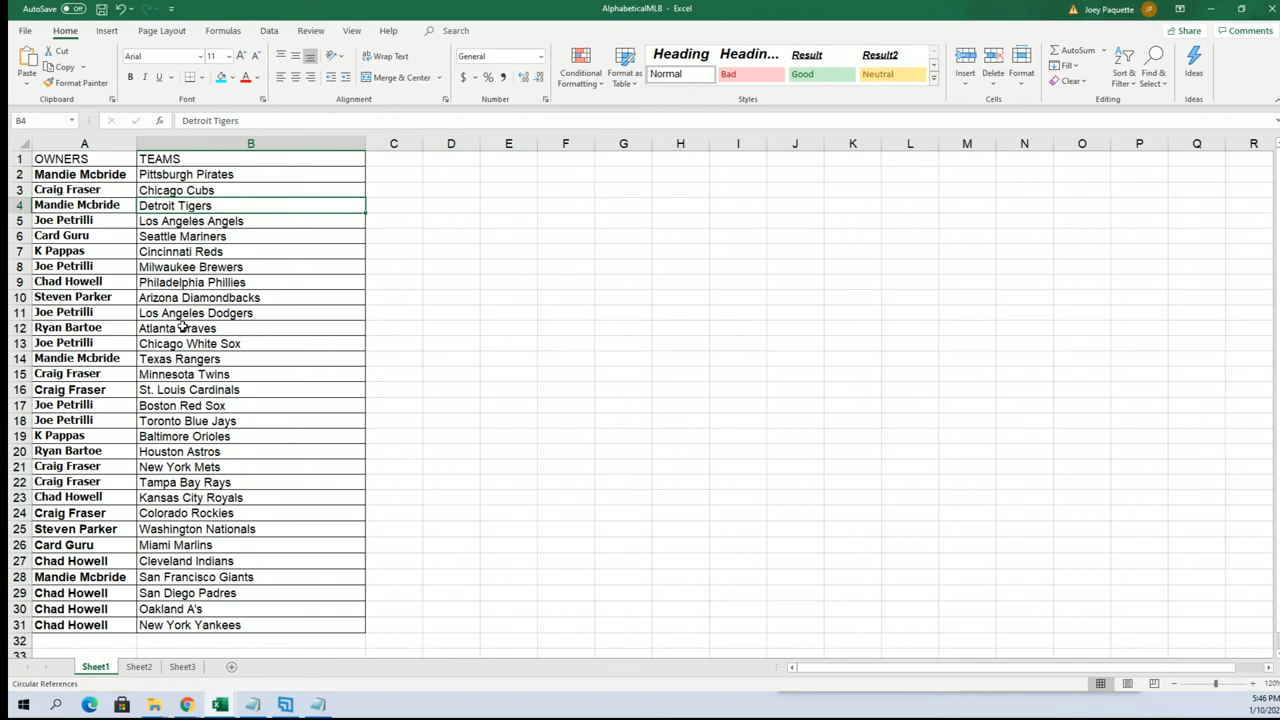 AutoSave Off AlphabeticalMLB - Excel Joey Paquette JP
File Home Insert Page Layout Formulas Data Review View Help Search Share Comments
Cut Arial 11 Wrap Text General Heading Headin... Result Result2 AutoSum
Copy Fill
Paste Format Painter B I U A Merge & Center $ % , Conditional Formatting Format as Table Normal Bad Good Neutral Insert Delete Format Clear Sort & Filter Find & Select Ideas
Clipboard Font Alignment Number Styles Cells Editing Ideas
B4 fx Detroit Tigers
A B C D E F G H I J K L M N O P Q R
1 OWNERS TEAMS
2 Mandie Mcbride Pittsburgh Pirates
3 Craig Fraser Chicago Cubs
4 Mandie Mcbride Detroit Tigers
5 Joe Petrilli Los Angeles Angels
6 Card Guru Seattle Mariners
7 K Pappas Cincinnati Reds
8 Joe Petrilli Milwaukee Brewers
9 Chad Howell Philadelphia Phillies
10 Steven Parker Arizona Diamondbacks
11 Joe Petrilli Los Angeles Dodgers
12 Ryan Bartoe Atlanta Braves
13 Joe Petrilli Chicago White Sox
14 Mandie Mcbride Texas Rangers
15 Craig Fraser Minnesota Twins
16 Craig Fraser St. Louis Cardinals
17 Joe Petrilli Boston Red Sox
18 Joe Petrilli Toronto Blue Jays
19 K Pappas Baltimore Orioles
20 Ryan Bartoe Houston Astros
21 Craig Fraser New York Mets
22 Craig Fraser Tampa Bay Rays
23 Chad Howell Kansas City Royals
24 Craig Fraser Colorado Rockies
25 Steven Parker Washington Nationals
26 Card Guru Miami Marlins
27 Chad Howell Cleveland Indians
28 Mandie Mcbride San Francisco Giants
29 Chad Howell San Diego Padres
30 Chad Howell Oakland A's
31 Chad Howell New York Yankees
32
33
Sheet1 Sheet2 Sheet3
Circular References 120%
5:46 PM
1/10/202